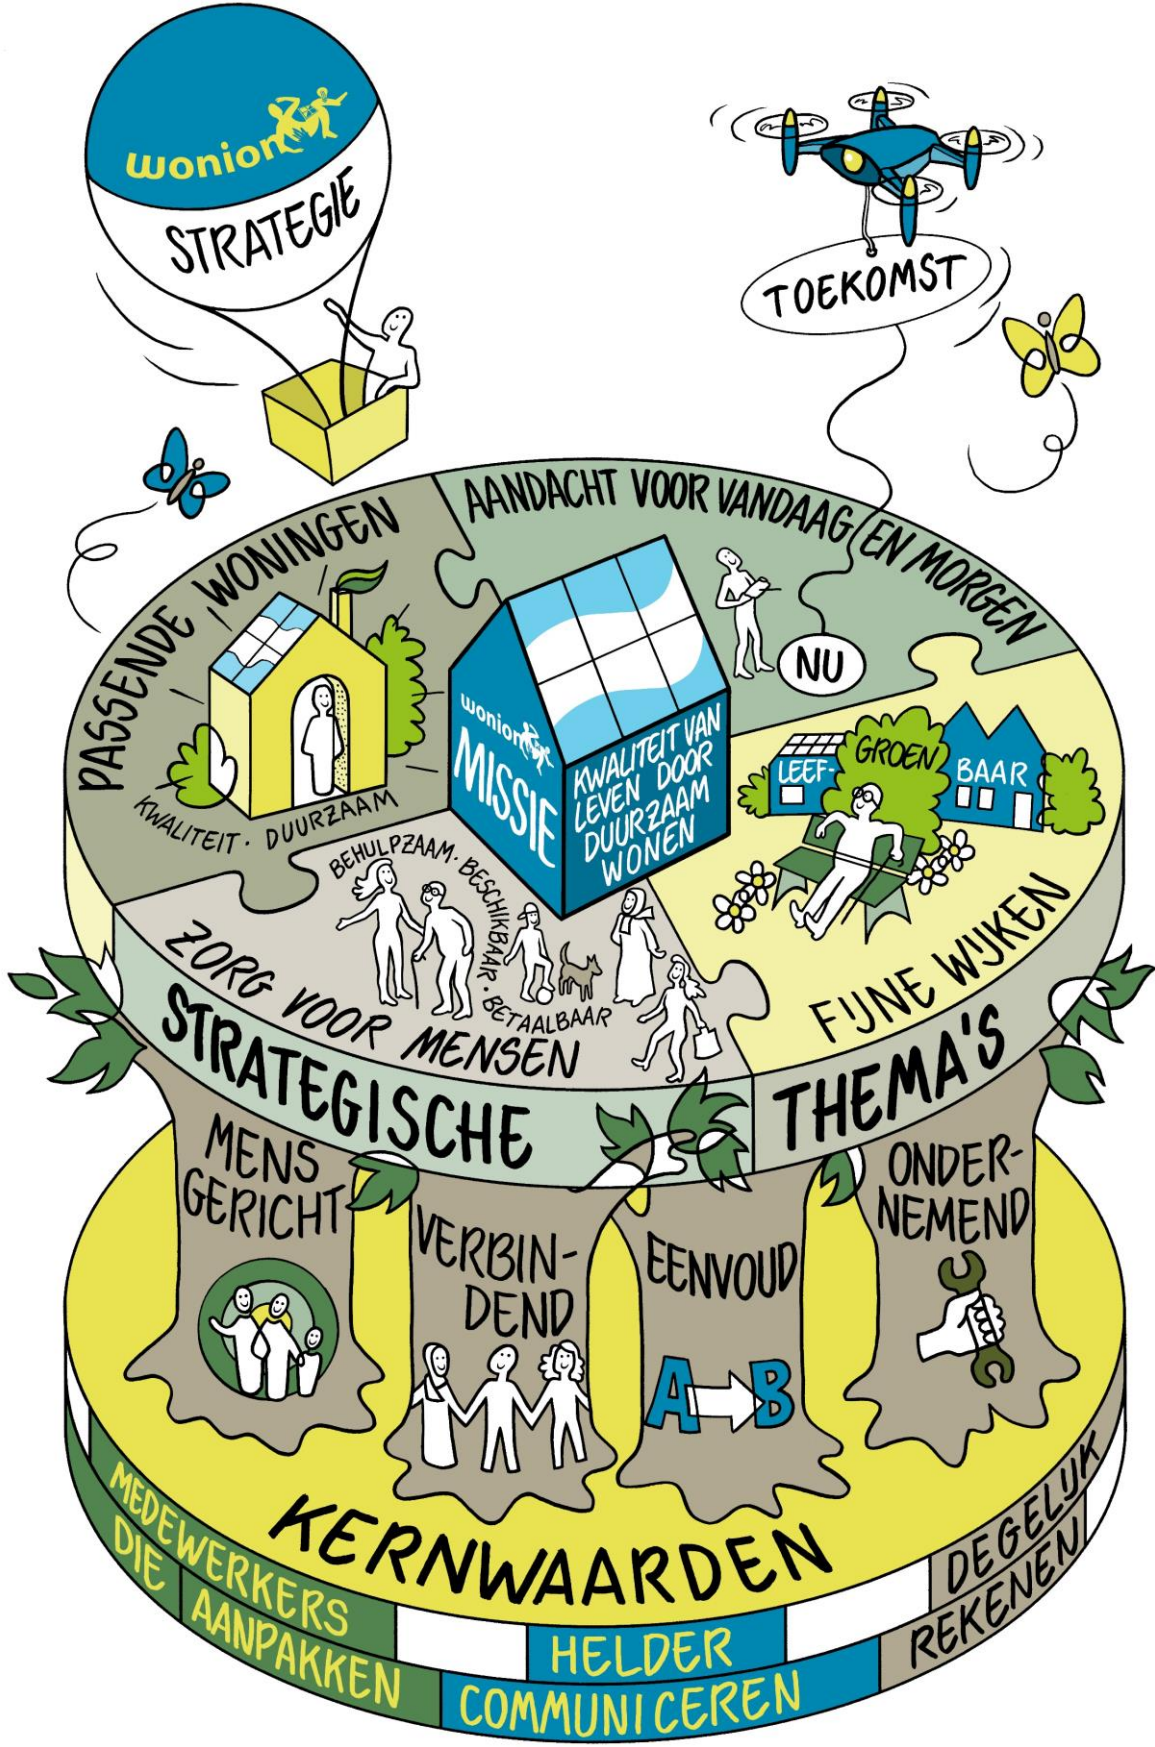 wonion
STRATEGIE
TOEKOMST
PASSENDE WONINGEN
KWALITEIT · DUURZAAM
AANDACHT VOOR VANDAAG EN MORGEN
NU
wonion
MISSIE
KWALITEIT VAN
LEVEN DOOR
DUURZAAM
WONEN
LEEF-
GROEN
BAAR
FIJNE WIJKEN
BEHULPZAAM · BESCHIKBAAR · BETAALBAAR
ZORG VOOR MENSEN
STRATEGISCHE THEMA'S
MENS
GERICHT
VERBIN-
DEND
EENVOUD
A B
ONDER-
NEMEND
KERNWAARDEN
MEDEWERKERS
DIE AANPAKKEN
HELDER
COMMUNICEREN
DEGELIJK
REKENEN